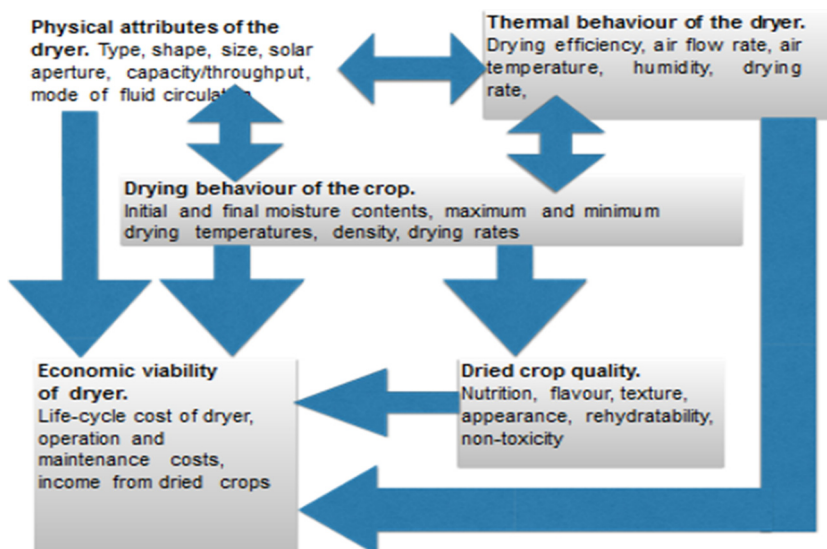 Physical attributes of the
dryer. Type, shape, size, solar
aperture, capacity/throughput,
mode of fluid
Thermal behaviour of the dryer.
Drying efficiency, air flow rate, air
temperature, humidity, drying
rate,
Drying behaviour of the crop.
Initial and final moisture contents, maximum and minimum
drying temperatures, density, drying rates
Economic viability
of dryer.
Life-cycle cost of dryer,
operation and
maintenance costs,
income from dried crops
Dried crop quality.
Nutrition, flavour, texture,
appearance, rehydratability,
non-toxicity